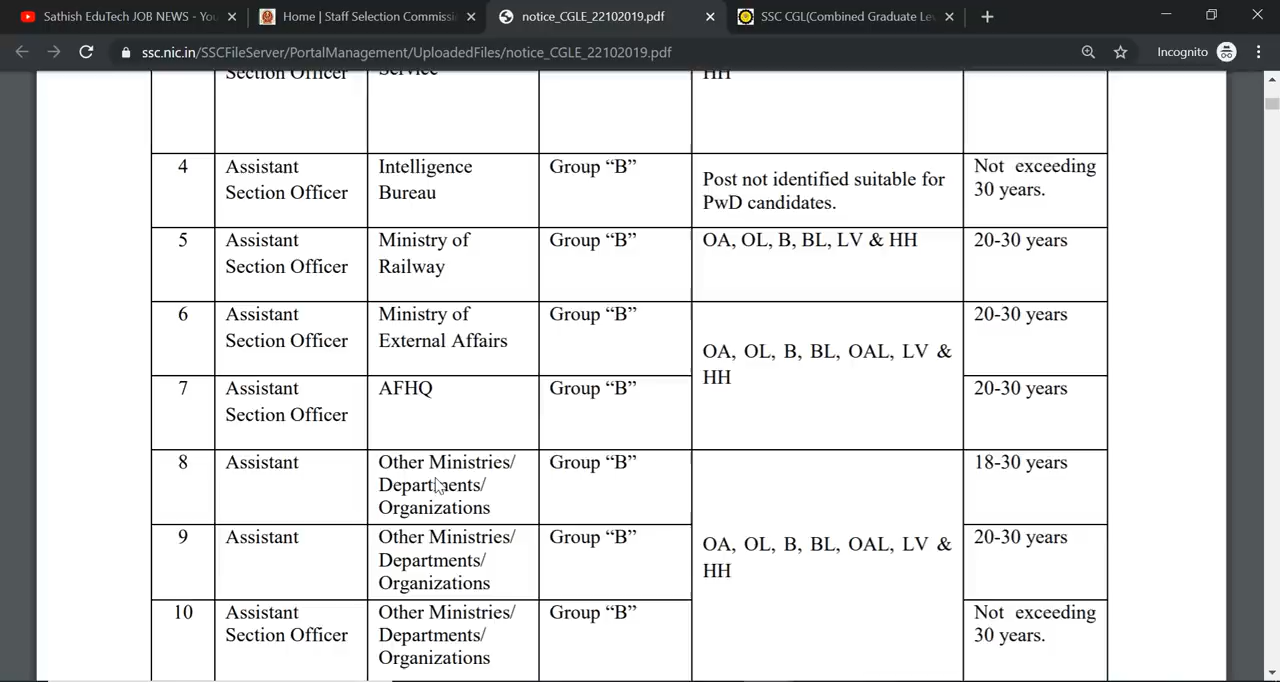 Sathish EduTech JOB NEWS - You
Home | Staff Selection Commissi
notice_CGLE_22102019.pdf
SSC CGL(Combined Graduate Lev
ssc.nic.in/SSCFileServer/PortalManagement/UploadedFiles/notice_CGLE_22102019.pdf
Incognito
Section Officer Service HH
4 Assistant Intelligence Group “B” Post not identified suitable for Not exceeding
Section Officer Bureau PwD candidates. 30 years.
5 Assistant Ministry of Group “B” OA, OL, B, BL, LV & HH 20-30 years
Section Officer Railway
6 Assistant Ministry of Group “B” 20-30 years
Section Officer External Affairs OA, OL, B, BL, OAL, LV &
HH
7 Assistant AFHQ Group “B” 20-30 years
Section Officer
8 Assistant Other Ministries/ Group “B” 18-30 years
Departments/
Organizations
9 Assistant Other Ministries/ Group “B” OA, OL, B, BL, OAL, LV & 20-30 years
Departments/ HH
Organizations
10 Assistant Other Ministries/ Group “B” Not exceeding
Section Officer Departments/ 30 years.
Organizations